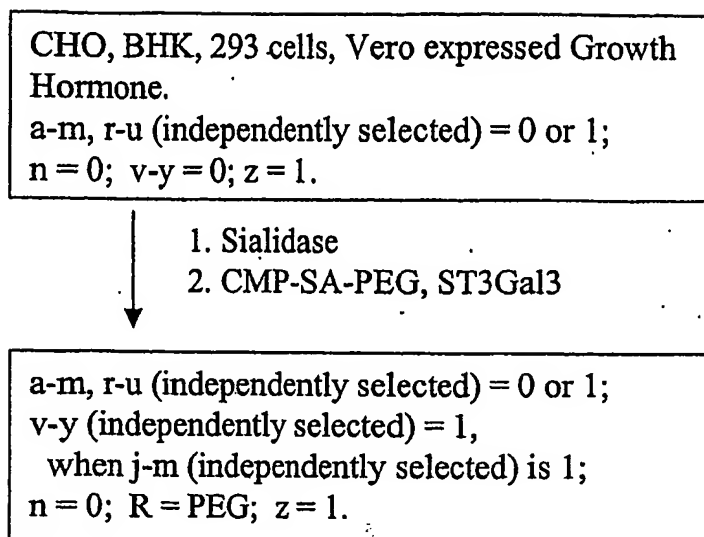 CHO, BHK, 293 cells, Vero expressed Growth
Hormone.
a-m, r-u (independently selected) = 0 or 1;
n = 0; v-y = 0; z = 1.
1. Sialidase
2. CMP-SA-PEG, ST3Gal3
a-m, r-u (independently selected) = 0 or 1;
v-y (independently selected) = 1,
when j-m (independently selected) is 1;
n = 0; R = PEG; z = 1.